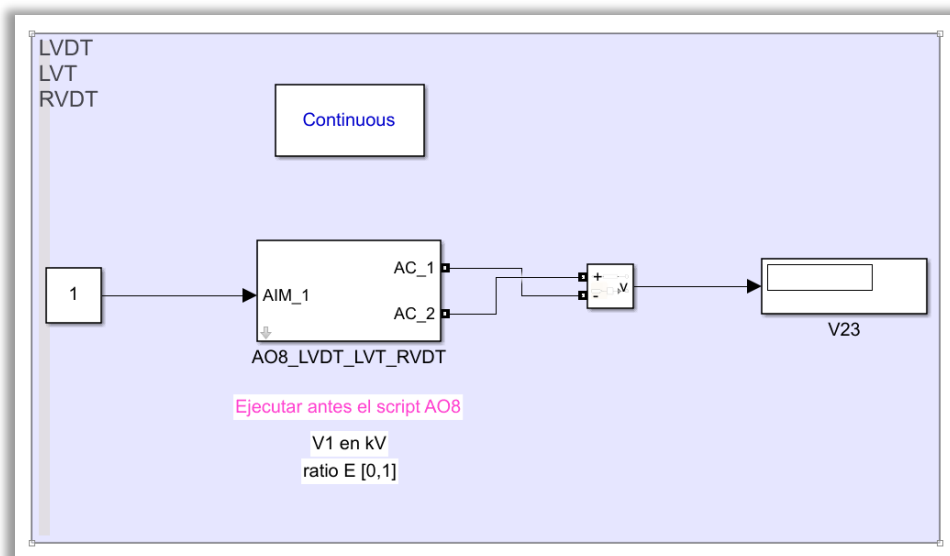 LVDT
LVT
RVDT
Continuous
1
AIM_1
AC_1
AC_2
AO8_LVDT_LVT_RVDT
+
-
v
V23
Ejecutar antes el script AO8
V1 en kV
ratio E [0,1]